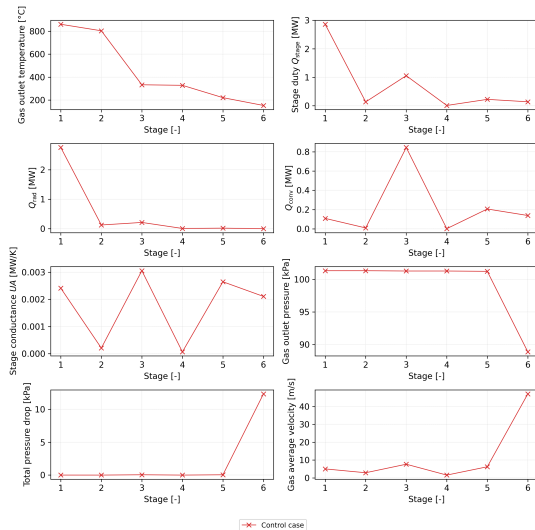 Gas outlet temperature [°C]
800
600
400
200
1 2 3 4 5 6
Stage [-]
Stage duty Qstage [MW]
3
2
1
0
1 2 3 4 5 6
Stage [-]
Qrad [MW]
2
1
0
1 2 3 4 5 6
Stage [-]
Qconv [MW]
0.8
0.6
0.4
0.2
0.0
1 2 3 4 5 6
Stage [-]
Stage conductance UA [MW/K]
0.003
0.002
0.001
0.000
1 2 3 4 5 6
Stage [-]
Gas outlet pressure [kPa]
100
95
90
1 2 3 4 5 6
Stage [-]
Total pressure drop [kPa]
10
5
0
1 2 3 4 5 6
Stage [-]
Gas average velocity [m/s]
40
30
20
10
0
1 2 3 4 5 6
Stage [-]
Control case